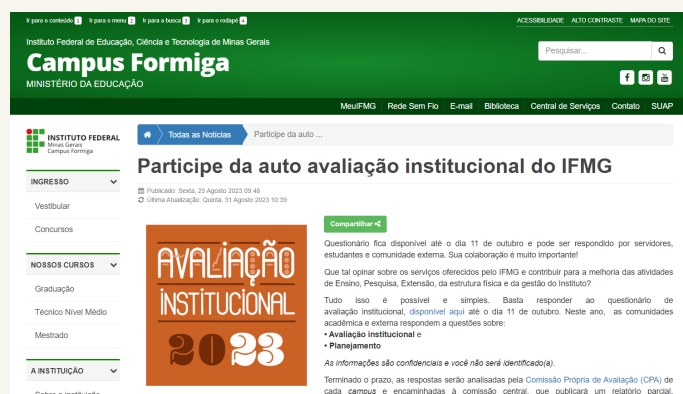 Ir para o conteúdo 1 Ir para o menu 2 Ir para a busca 3 Ir para o rodapé 4
ACESSIBILIDADE ALTO CONTRASTE MAPA DO SITE
Instituto Federal de Educação, Ciência e Tecnologia de Minas Gerais
Campus Formiga
MINISTÉRIO DA EDUCAÇÃO
Pesquisar...
MeuIFMG Rede Sem Fio E-mail Biblioteca Central de Serviços Contato SUAP
INSTITUTO FEDERAL
Minas Gerais
Campus Formiga
INGRESSO
Vestibular
Concursos
NOSSOS CURSOS
Graduação
Técnico Nível Médio
Mestrado
A INSTITUIÇÃO
Sobre a instituição
Todas as Notícias Participe da auto ...
Participe da auto avaliação institucional do IFMG
Publicado: Sexta, 25 Agosto 2023 09:46
Última Atualização: Quinta, 31 Agosto 2023 10:39
AVALIAÇÃO
INSTITUCIONAL
2023
Compartilhar
Questionário fica disponível até o dia 11 de outubro e pode ser respondido por servidores,
estudantes e comunidade externa. Sua colaboração é muito importante!
Que tal opinar sobre os serviços oferecidos pelo IFMG e contribuir para a melhoria das atividades
de Ensino, Pesquisa, Extensão, da estrutura física e da gestão do Instituto?
Tudo isso é possível e simples. Basta responder ao questionário de
avaliação institucional, disponível aqui até o dia 11 de outubro. Neste ano, as comunidades
acadêmica e externa respondem a questões sobre:
• Avaliação institucional e
• Planejamento
As informações são confidenciais e você não será identificado(a).
Terminado o prazo, as respostas serão analisadas pela Comissão Própria de Avaliação (CPA) de
cada campus e encaminhadas à comissão central, que publicará um relatório parcial.